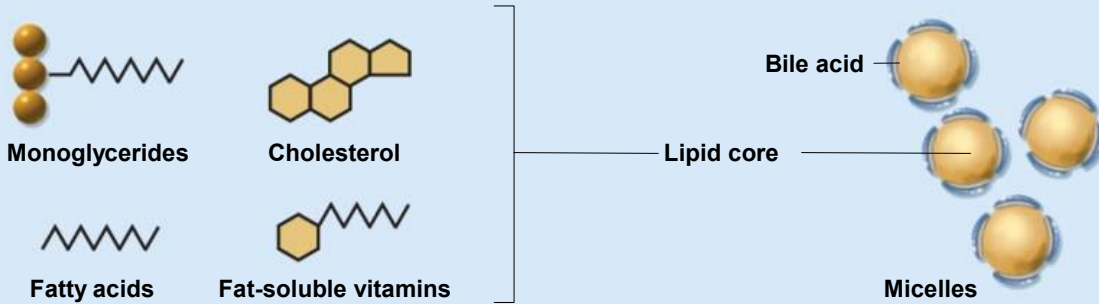 Monoglycerides
Cholesterol
Fatty acids
Fat-soluble vitamins
Lipid core
Bile acid
Micelles